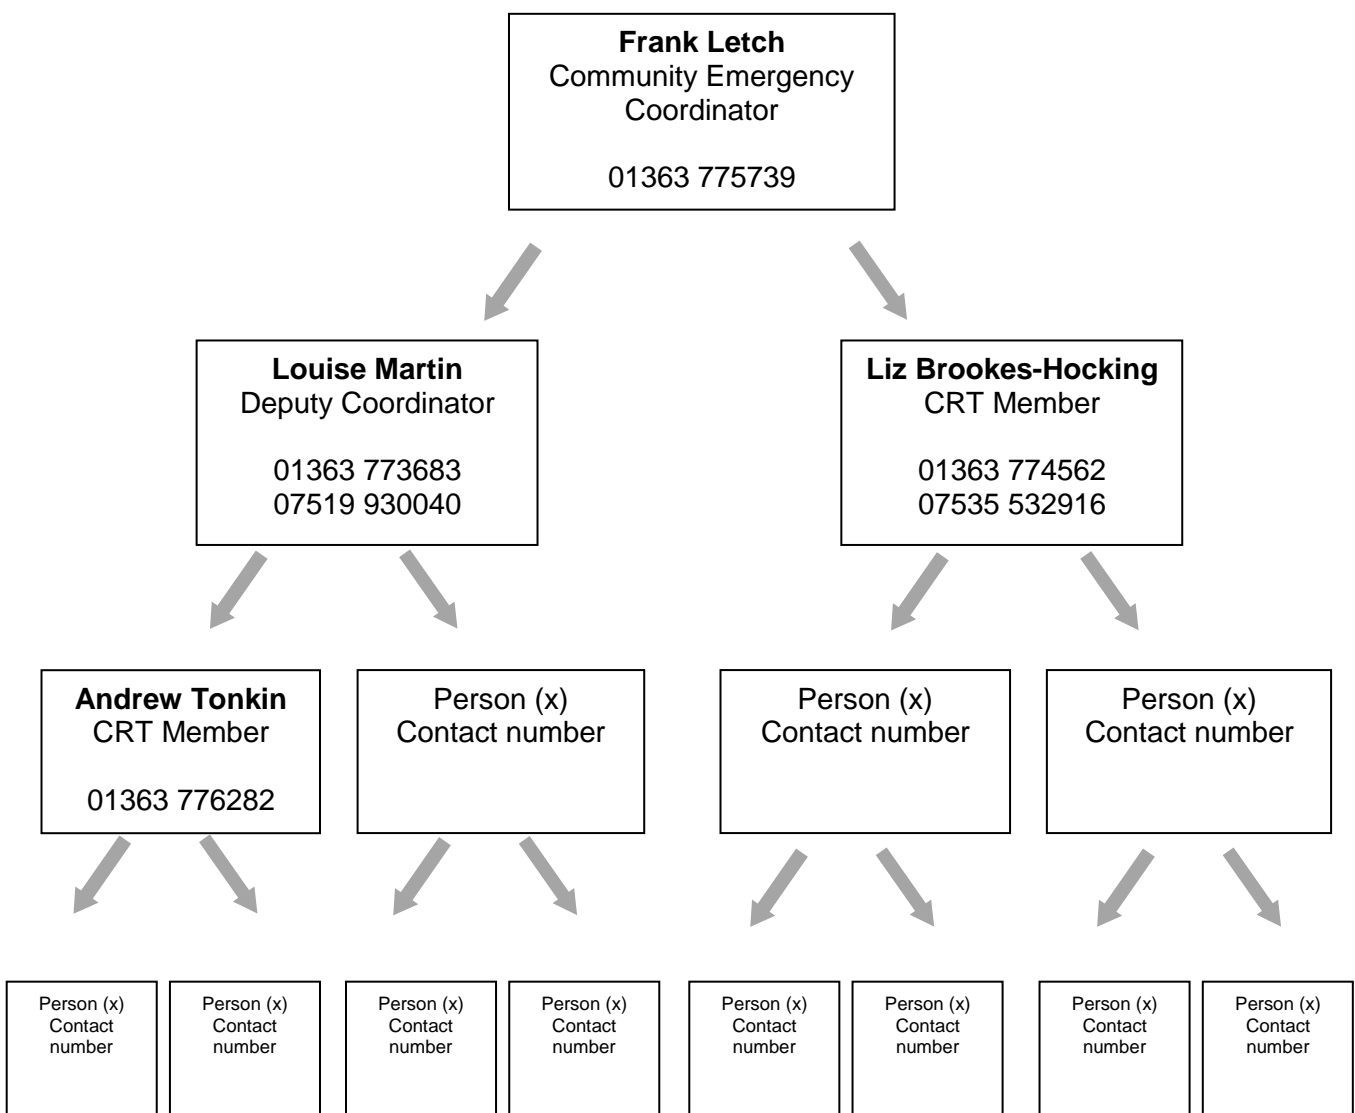 Frank Letch
Community Emergency
Coordinator
01363 775739
Louise Martin
Deputy Coordinator
01363 773683
07519 930040
Liz Brookes-Hocking
CRT Member
01363 774562
07535 532916
Andrew Tonkin
CRT Member
01363 776282
Person (x)
Contact number
Person (x)
Contact number
Person (x)
Contact number
Person (x)
Contact
number
Person (x)
Contact
number
Person (x)
Contact
number
Person (x)
Contact
number
Person (x)
Contact
number
Person (x)
Contact
number
Person (x)
Contact
number
Person (x)
Contact
number